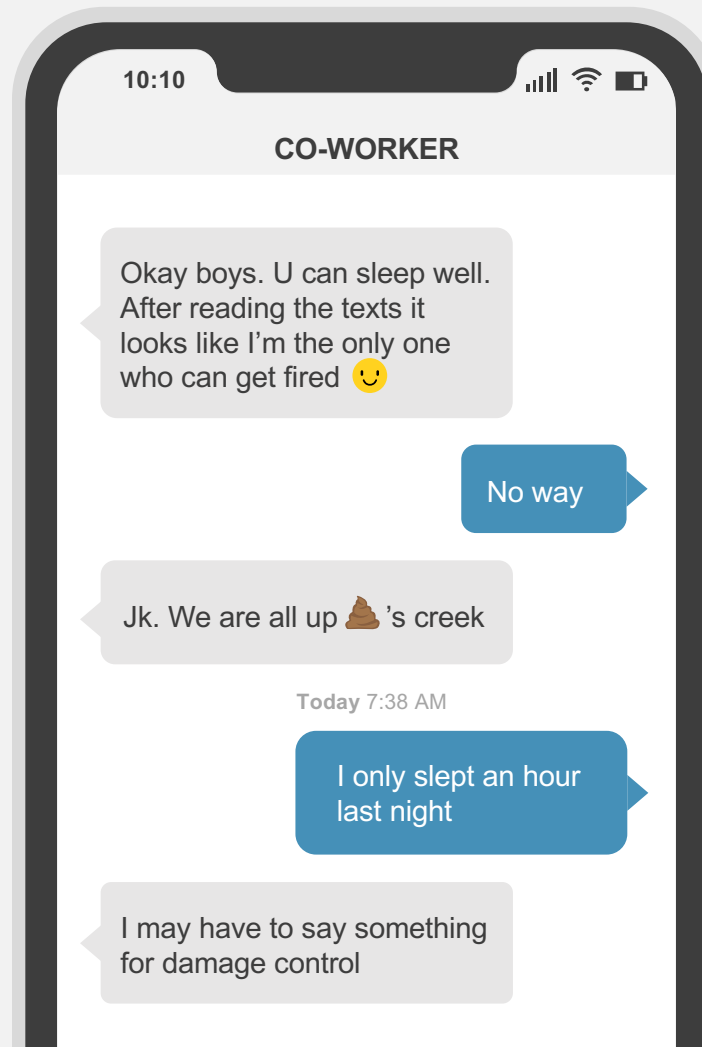 10:10
CO-WORKER
Okay boys. U can sleep well.
After reading the texts it
looks like I’m the only one
who can get fired
No way
Jk. We are all up 💩’s creek
Today 7:38 AM
I only slept an hour
last night
I may have to say something
for damage control